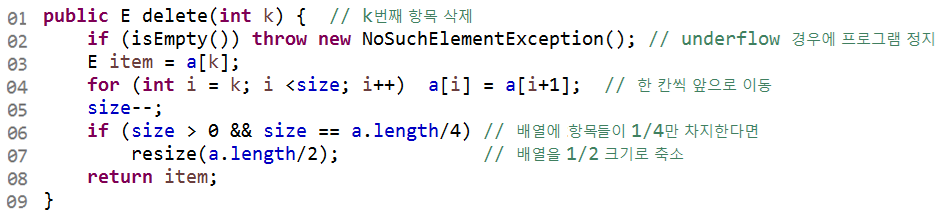 01 public E delete(int k) {  // k번째 항목 삭제
02     if (isEmpty()) throw new NoSuchElementException(); // underflow 경우에 프로그램 정지
03     E item = a[k];
04     for (int i = k; i <size; i++)  a[i] = a[i+1];  // 한 칸씩 앞으로 이동
05     size--;
06     if (size > 0 && size == a.length/4) // 배열에 항목들이 1/4만 차지한다면
07         resize(a.length/2);             // 배열을 1/2 크기로 축소
08     return item;
09 }